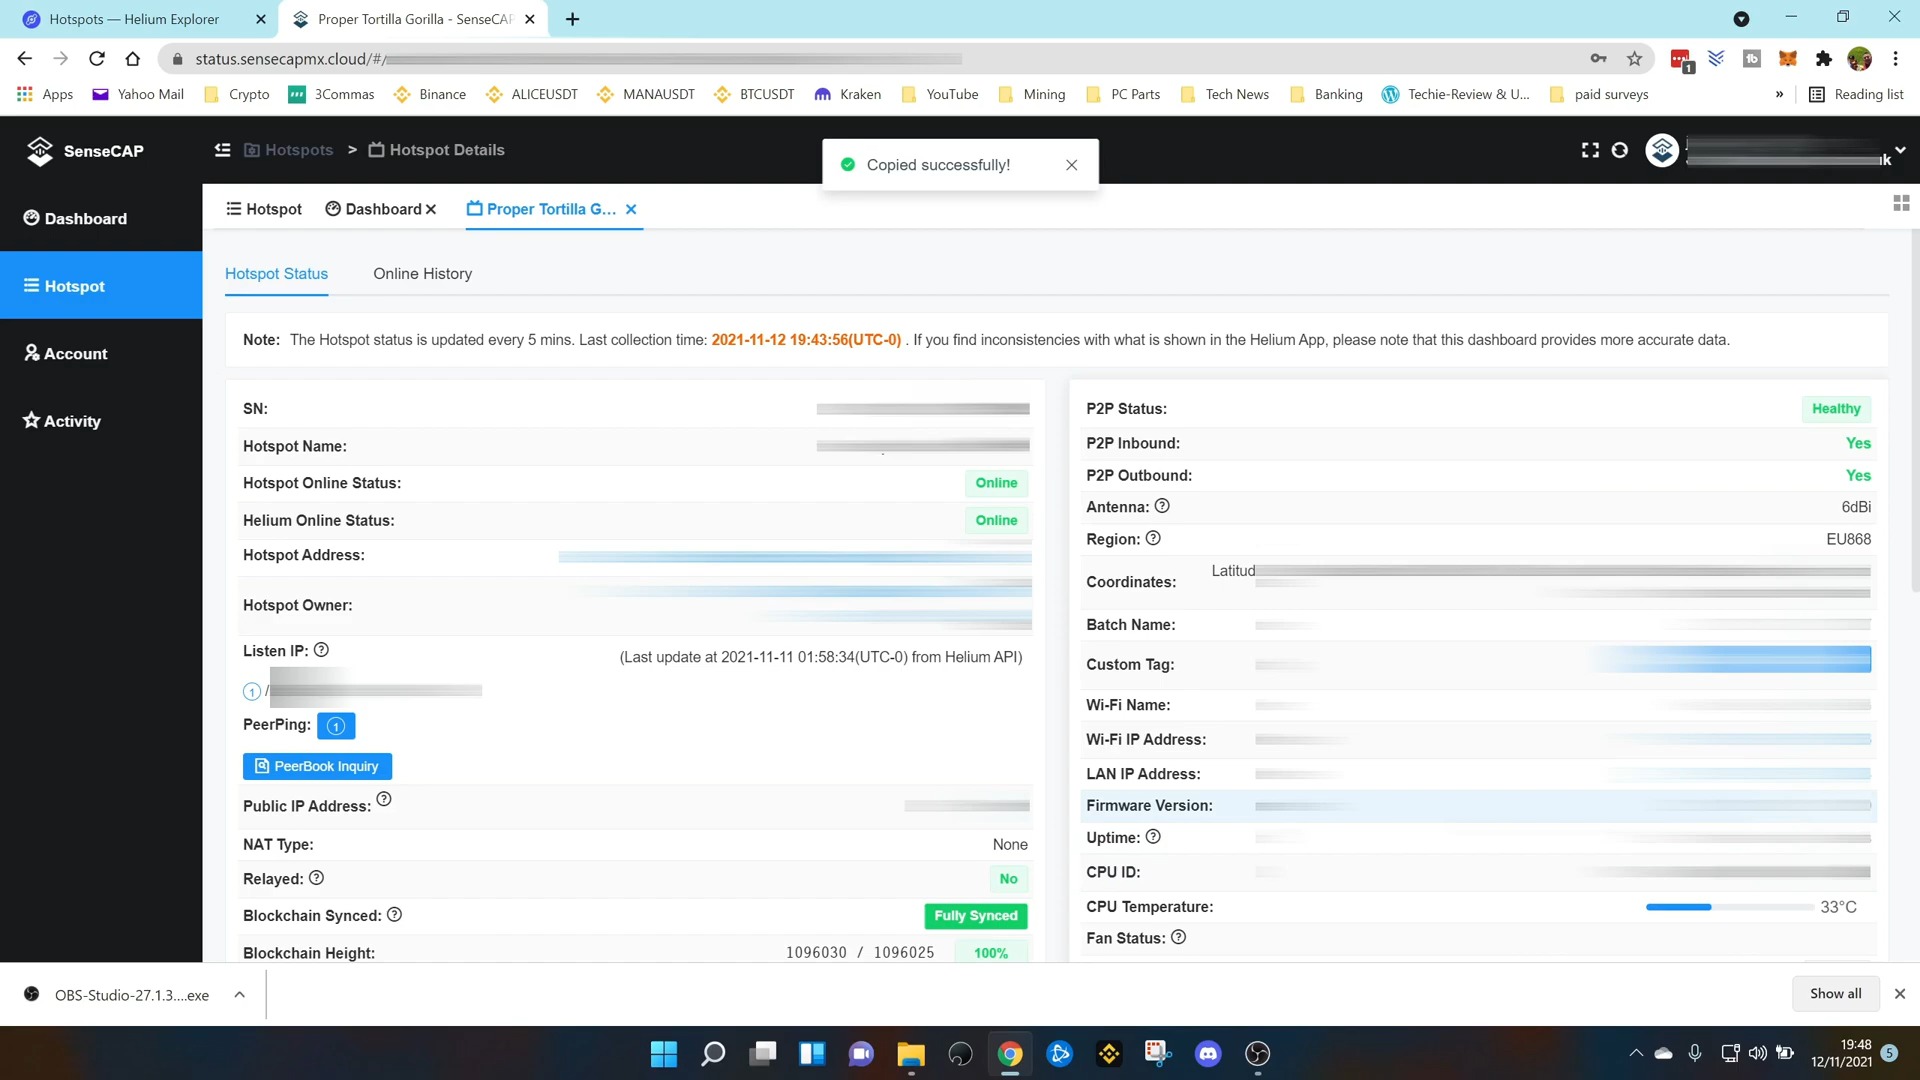 Hotspots — Helium Explorer
Proper Tortilla Gorilla - SenseCAP
status.sensecapmx.cloud/#/
1
Apps
Yahoo Mail
Crypto
3Commas
Binance
ALICEUSDT
MANAUSDT
BTCUSDT
Kraken
YouTube
Mining
PC Parts
Tech News
Banking
Techie-Review & U...
paid surveys
»
Reading list
SenseCAP
Hotspots > Hotspot Details
Copied successfully!
k
Dashboard
Hotspot
Account
Activity
Hotspot
Dashboard
Proper Tortilla G...
Hotspot Status
Online History
Note: The Hotspot status is updated every 5 mins. Last collection time: 2021-11-12 19:43:56(UTC-0) . If you find inconsistencies with what is shown in the Helium App, please note that this dashboard provides more accurate data.
SN:
Hotspot Name:
Hotspot Online Status: Online
Helium Online Status: Online
Hotspot Address:
Hotspot Owner:
Listen IP:
(Last update at 2021-11-11 01:58:34(UTC-0) from Helium API)
1 /
PeerPing: 1
PeerBook Inquiry
Public IP Address:
NAT Type: None
Relayed: No
Blockchain Synced: Fully Synced
Blockchain Height: 1096030 / 1096025 100%
P2P Status: Healthy
P2P Inbound: Yes
P2P Outbound: Yes
Antenna: 6dBi
Region: EU868
Coordinates: Latitud
Batch Name:
Custom Tag:
Wi-Fi Name:
Wi-Fi IP Address:
LAN IP Address:
Firmware Version:
Uptime:
CPU ID:
CPU Temperature: 33°C
Fan Status:
OBS-Studio-27.1.3....exe
Show all
19:48
12/11/2021
5